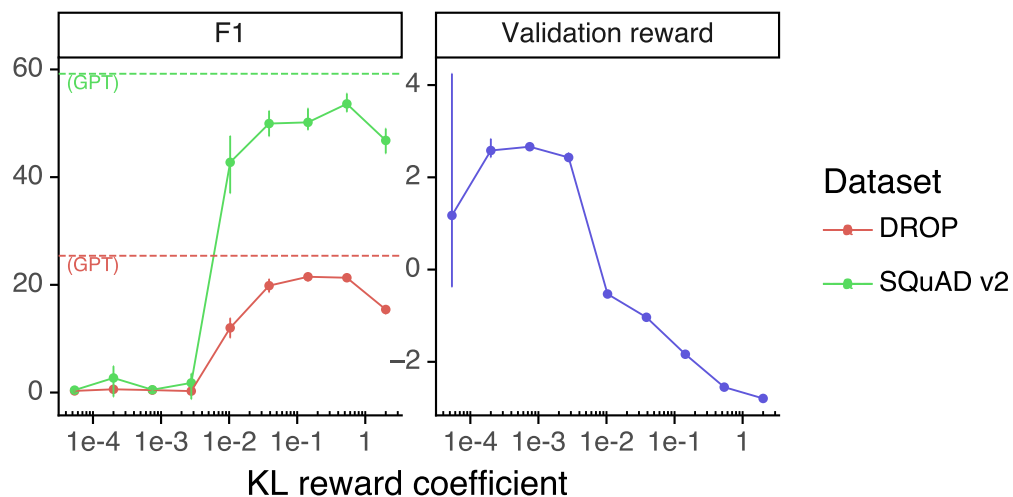 F1
Validation reward
60
40
20
0
(GPT)
(GPT)
4
2
0
−2
1e-4 1e-3 1e-2 1e-1 1
1e-4 1e-3 1e-2 1e-1 1
KL reward coefficient
Dataset
DROP
SQuAD v2